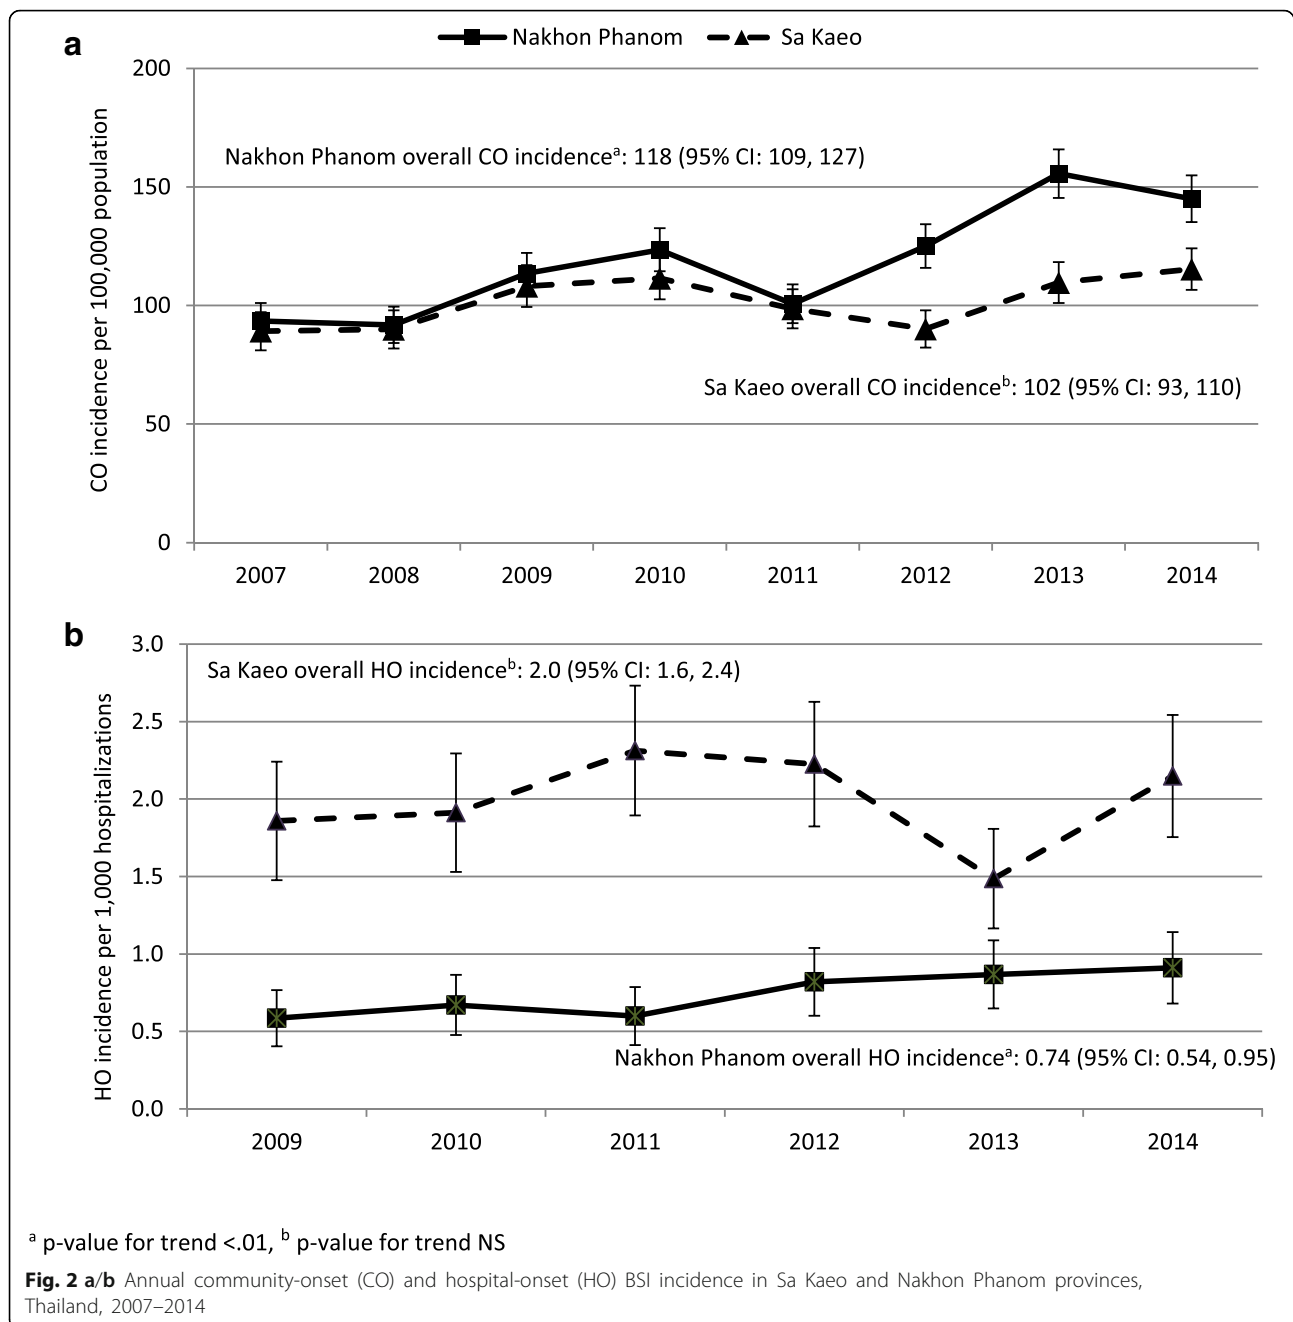 a
Nakhon Phanom Sa Kaeo
200
150
100
50
0
CO incidence per 100,000 population
Nakhon Phanom overall CO incidenceᵃ: 118 (95% CI: 109, 127)
Sa Kaeo overall CO incidenceᵇ: 102 (95% CI: 93, 110)
2007 2008 2009 2010 2011 2012 2013 2014
b
3.0
2.5
2.0
1.5
1.0
0.5
0.0
HO incidence per 1,000 hospitalizations
Sa Kaeo overall HO incidenceᵇ: 2.0 (95% CI: 1.6, 2.4)
Nakhon Phanom overall HO incidenceᵃ: 0.74 (95% CI: 0.54, 0.95)
2009 2010 2011 2012 2013 2014
ᵃ p-value for trend <.01, ᵇ p-value for trend NS
Fig. 2 a/b Annual community-onset (CO) and hospital-onset (HO) BSI incidence in Sa Kaeo and Nakhon Phanom provinces,
Thailand, 2007–2014